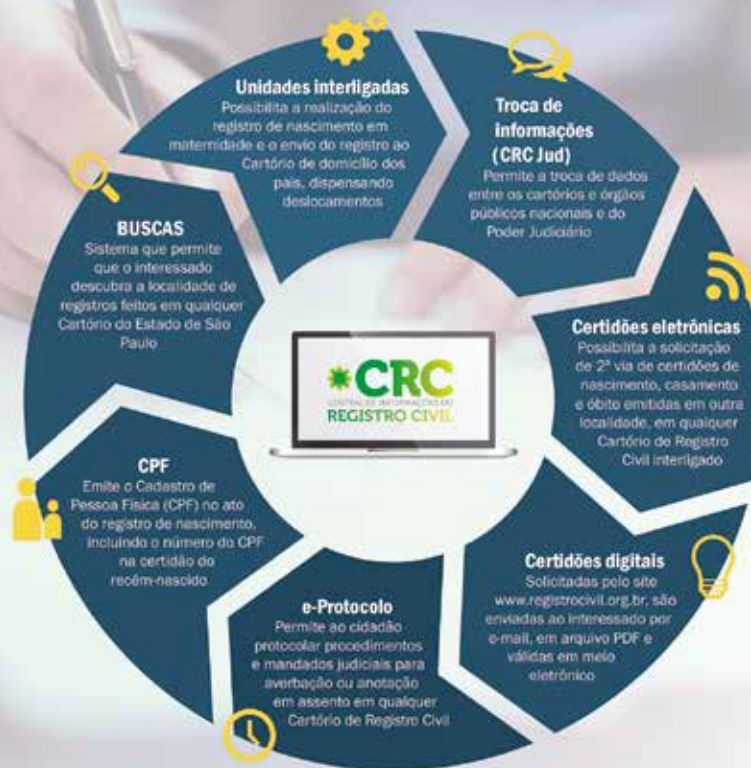 Unidades interligadas
Possibilita a realização do
registro de nascimento em
maternidade e o envio do registro ao
Cartório de domicílio dos
pais, dispensando
deslocamentos
Troca de
informações
(CRC Jud)
Permite a troca de dados
entre os cartórios e órgãos
públicos nacionais e do
Poder Judiciário
Certidões eletrônicas
Possibilita a solicitação
de 2ª via de certidões de
nascimento, casamento
e óbito emitidas em outra
localidade, em qualquer
Cartório de Registro
Civil interligado
Certidões digitais
Solicitadas pelo site
www.registrocivil.org.br, são
enviadas ao interessado por
e-mail, em arquivo PDF e
válidas em meio
eletrônico
e-Protocolo
Permite ao cidadão
protocolar procedimentos
e mandados judiciais para
averbação ou anotação
em assento em qualquer
Cartório de Registro Civil
CPF
Emite o Cadastro de
Pessoa Física (CPF) no ato
do registro de nascimento,
incluindo o número do CPF
na certidão do
recém-nascido
BUSCAS
Sistema que permite
que o interessado
descubra a localidade de
registros feitos em qualquer
Cartório do Estado de São
Paulo
CRC
CENTRAL DE INFORMAÇÕES DO
REGISTRO CIVIL